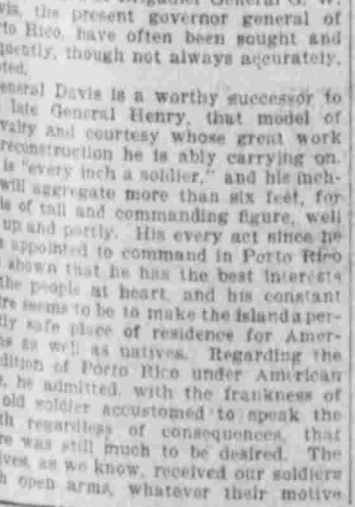 Brigadier General G. W.
vis, the present governor general of
rto Rico, have often been sought and
quently, though not always accurately,
oted.
eneral Davis is a worthy successor to
late General Henry, that model of
valry and courtesy whose great work
reconstruction he is ably carrying on.
is "every inch a soldier," and his inch-
will aggregate more than six feet, for
is of tall and commanding figure, well
up and portly. His every act since he
s appointed to command in Porto Rico
shown that he has the best interests
the people at heart, and his constant
ire seems to be to make the island a per-
tly safe place of residence for Amer-
ns as well as natives. Regarding the
dition of Porto Rico under American
e, he admitted, with the frankness of
old soldier accustomed to speak the
th regardless of consequences, that
re was still much to be desired. The
ives, as we know, received our soldiers
h open arms, whatever their motive